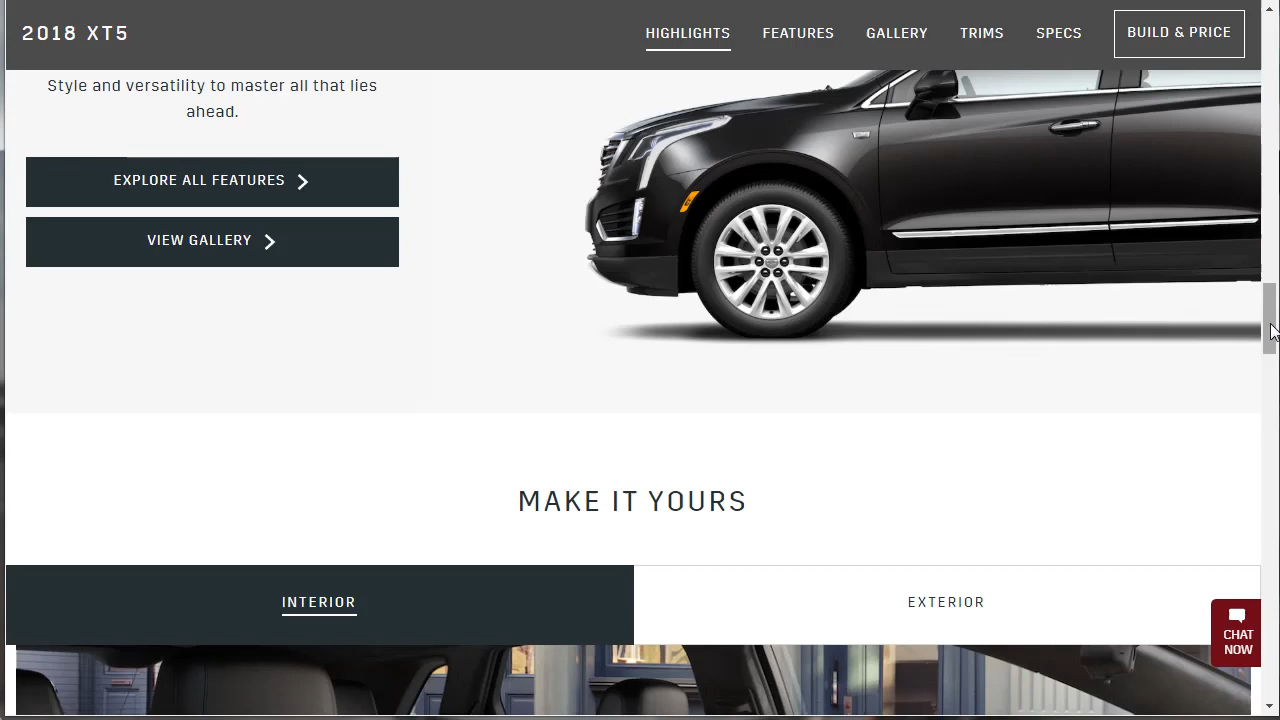 2018 XT5
HIGHLIGHTS
FEATURES
GALLERY
TRIMS
SPECS
BUILD & PRICE
Style and versatility to master all that lies
ahead.
EXPLORE ALL FEATURES
VIEW GALLERY
MAKE IT YOURS
INTERIOR
EXTERIOR
CHAT
NOW